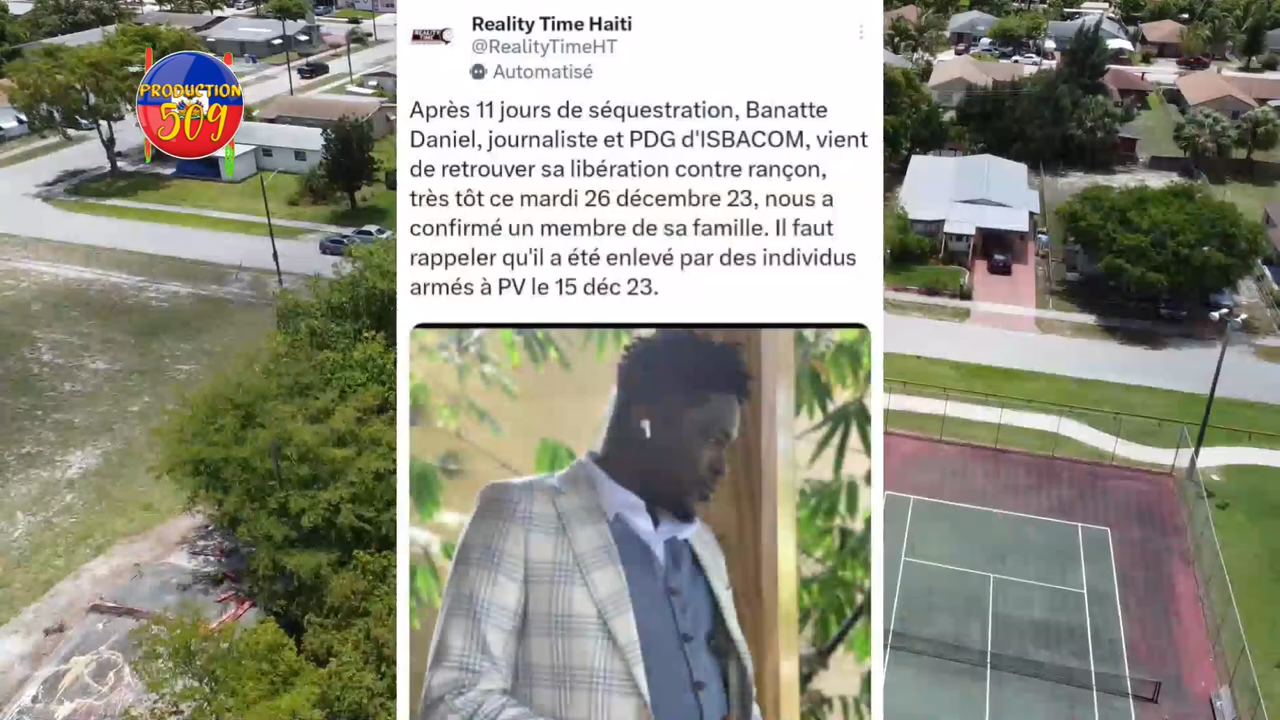 PRODUCTION
509
REALITY
TIME
Reality Time Haiti
@RealityTimeHT
Automatisé
Après 11 jours de séquestration, Banatte
Daniel, journaliste et PDG d'ISBACOM, vient
de retrouver sa libération contre rançon,
très tôt ce mardi 26 décembre 23, nous a
confirmé un membre de sa famille. Il faut
rappeler qu'il a été enlevé par des individus
armés à PV le 15 déc 23.